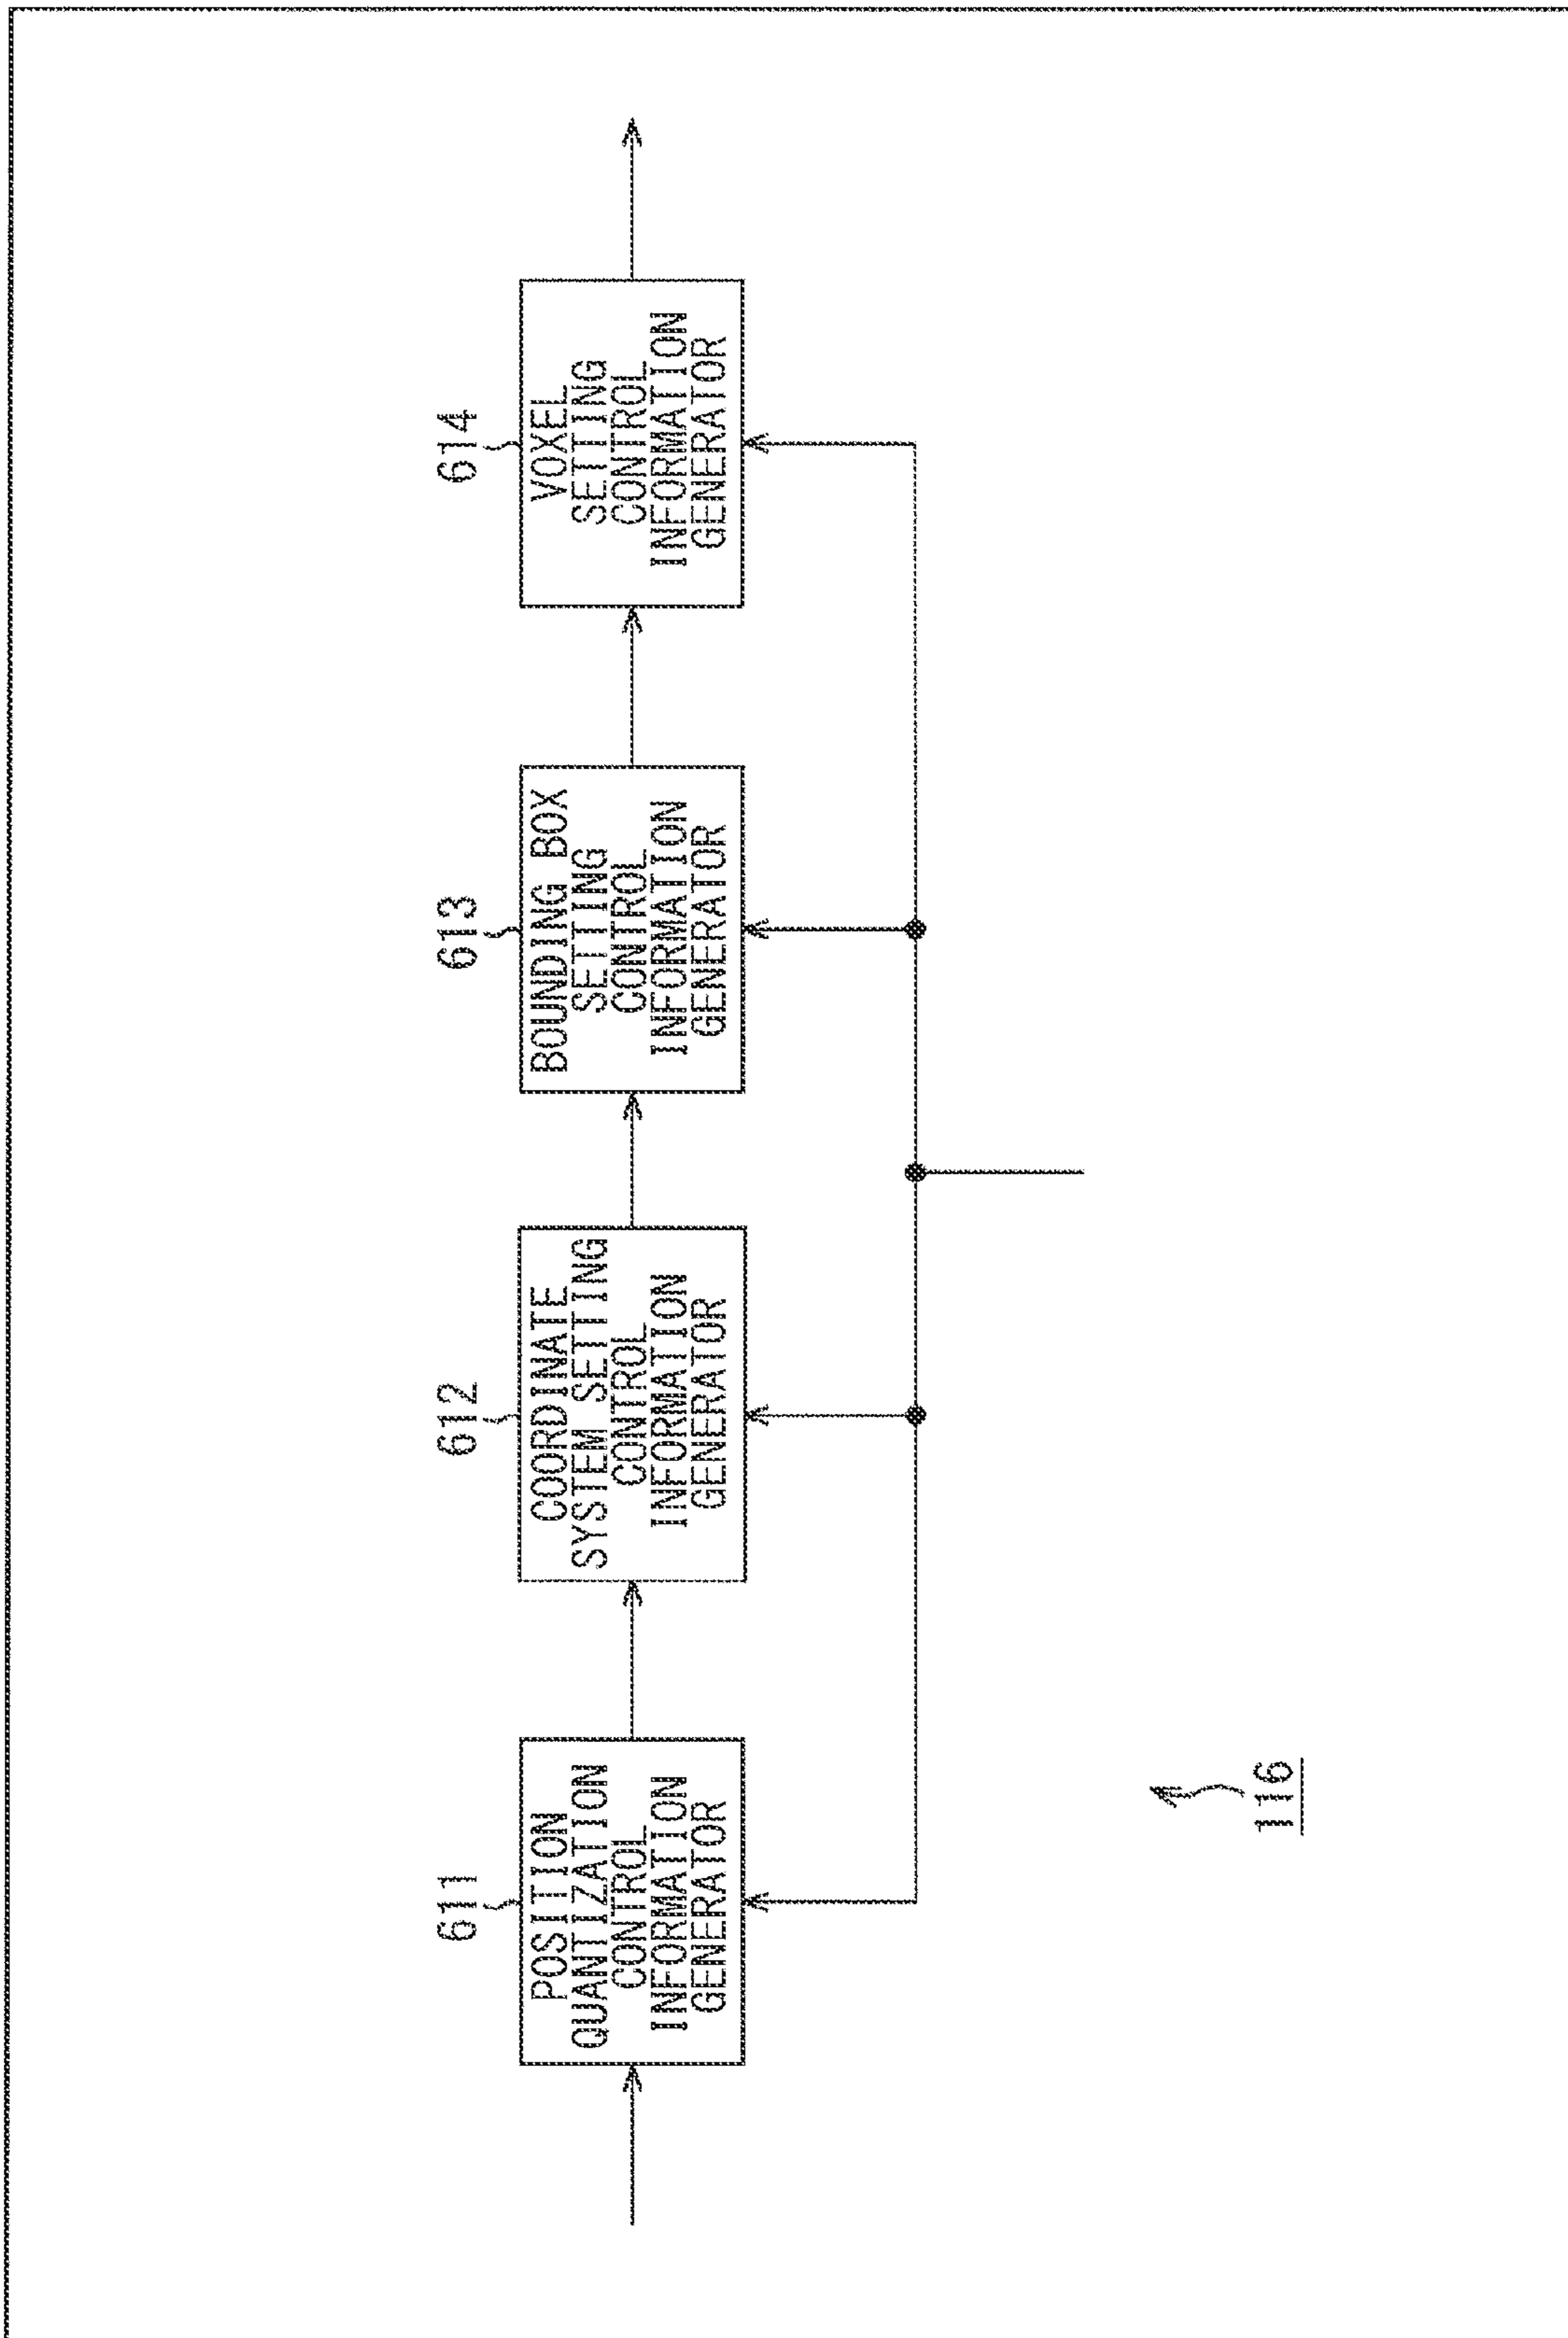 611
POSITION
QUANTIZATION
CONTROL
INFORMATION
GENERATOR
612
COORDINATE
SYSTEM SETTING
CONTROL
INFORMATION
GENERATOR
613
BOUNDING BOX
SETTING
CONTROL
INFORMATION
GENERATOR
614
VOXEL
SETTING
CONTROL
INFORMATION
GENERATOR
116